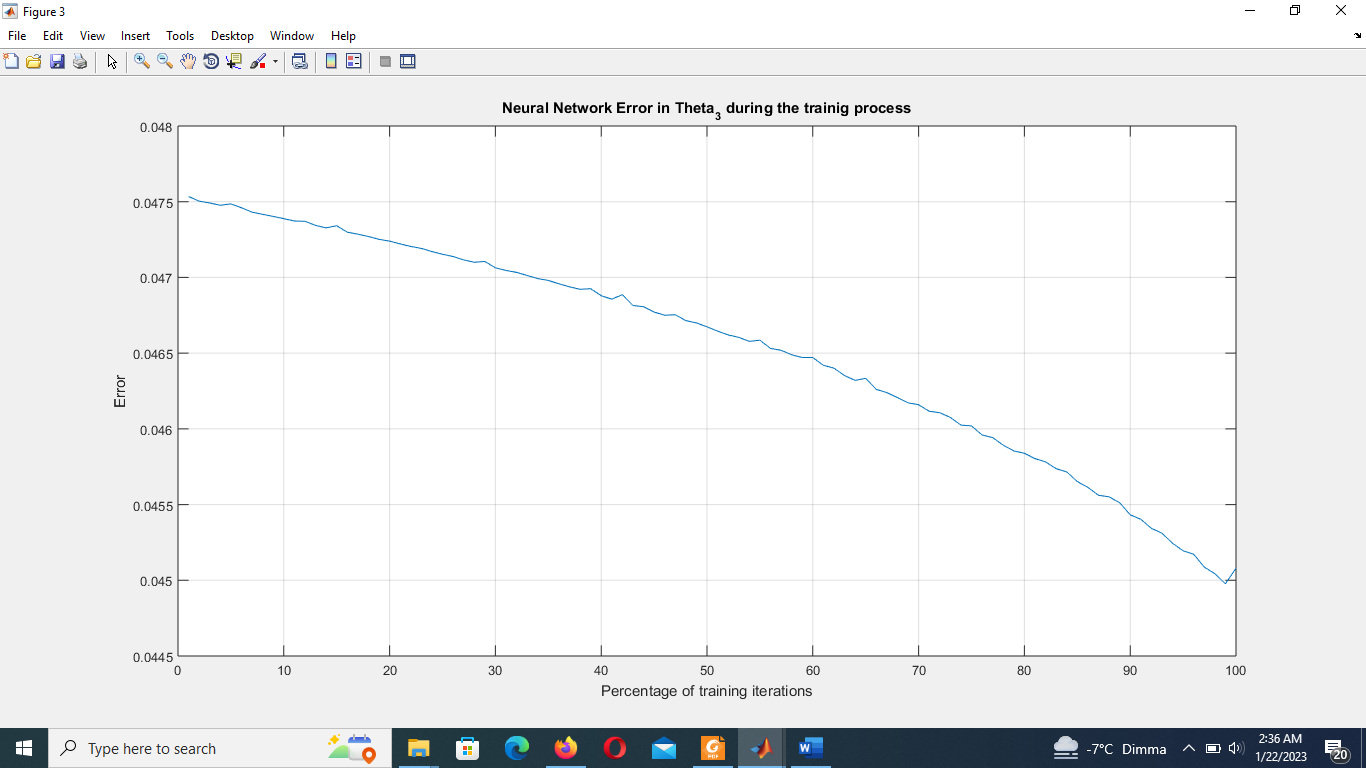 Figure 3
File Edit View Insert Tools Desktop Window Help
Neural Network Error in Theta3 during the trainig process
0.048
0.0475
0.047
0.0465
0.046
0.0455
0.045
0.0445
Error
0 10 20 30 40 50 60 70 80 90 100
Percentage of training iterations
Type here to search
PDF
W
-7°C Dimma
2:36 AM
1/22/2023
20